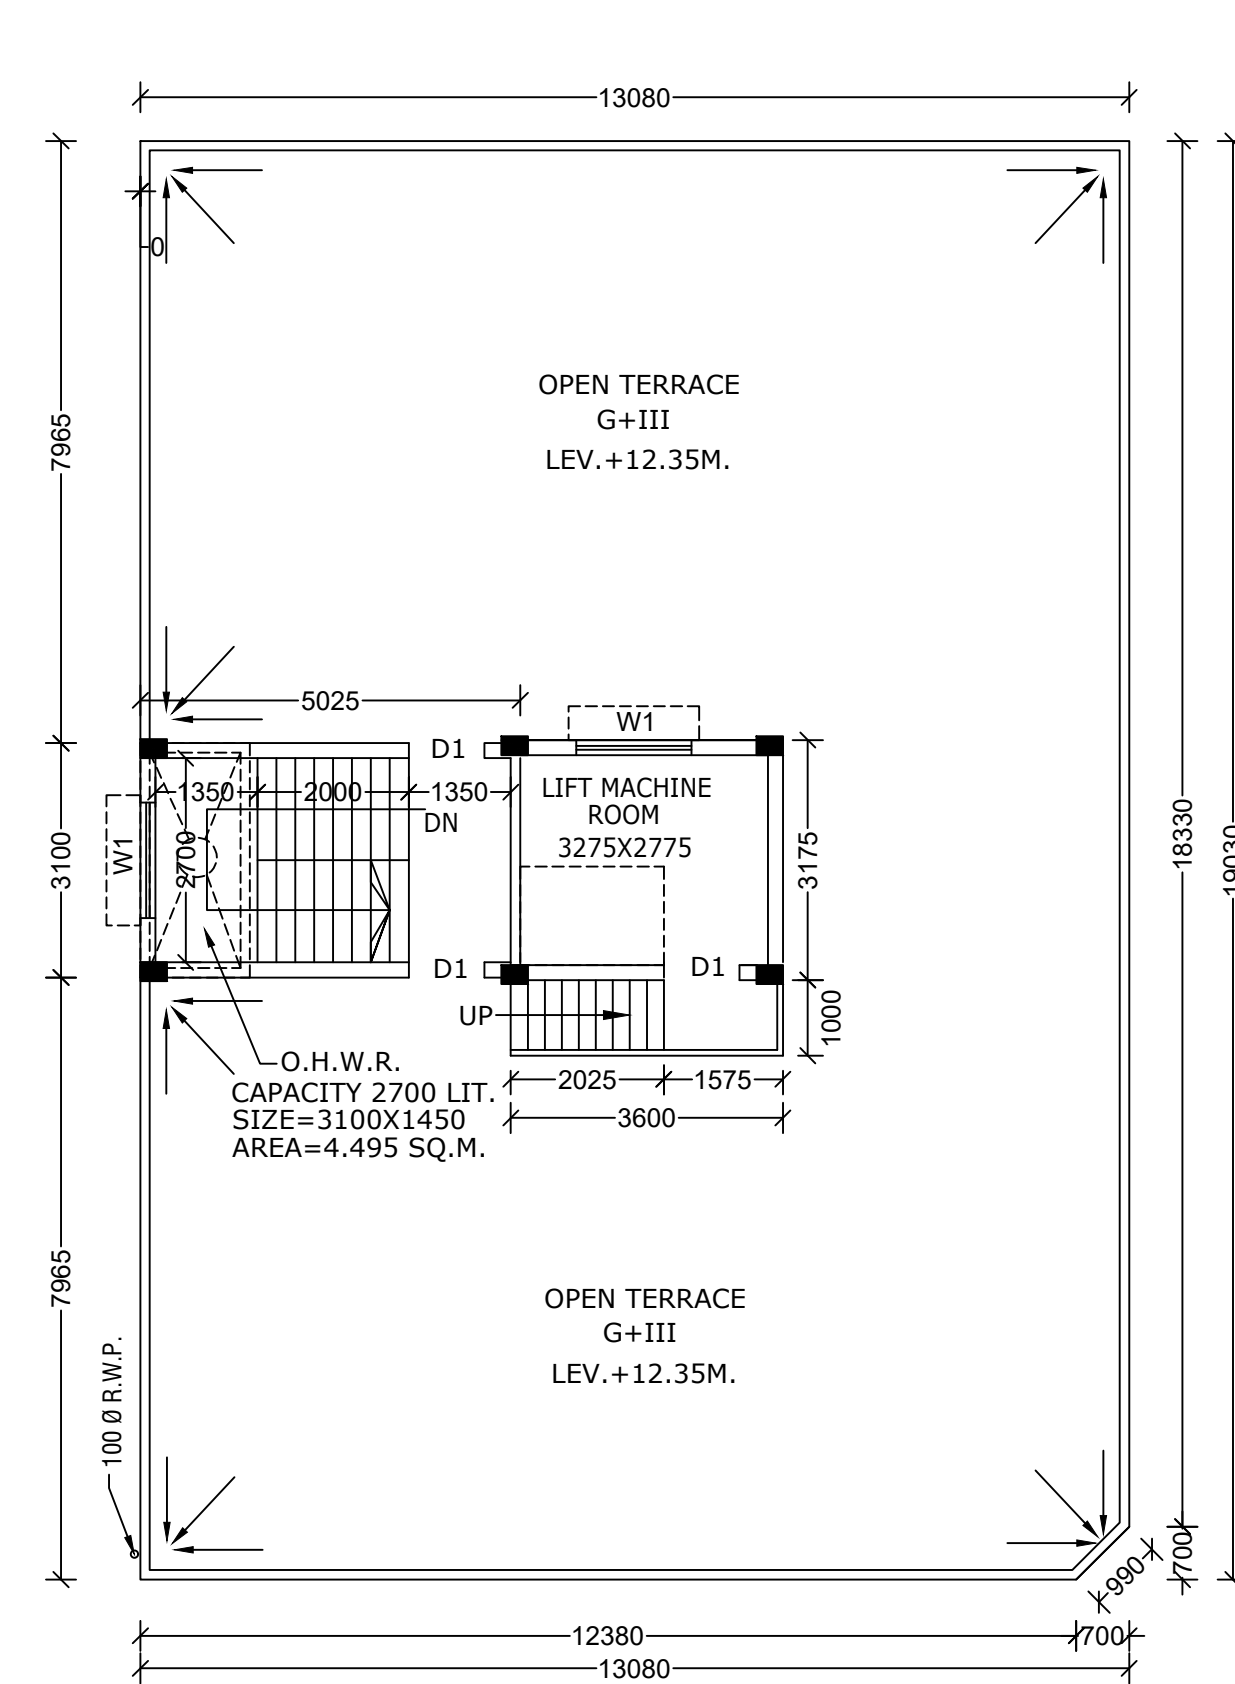 13080
0
OPEN TERRACE
G+III
LEV.+12.35M.
7965
18330
19030
5025
W1
D1
1350
2000
1350
LIFT MACHINE
ROOM
3275X2775
DN
W1
2700
3100
3175
D1
D1
UP
1000
O.H.W.R.
CAPACITY 2700 LIT.
SIZE=3100X1450
AREA=4.495 SQ.M.
2025
1575
3600
7965
OPEN TERRACE
G+III
LEV.+12.35M.
100 Ø R.W.P.
990
700
12380
700
13080